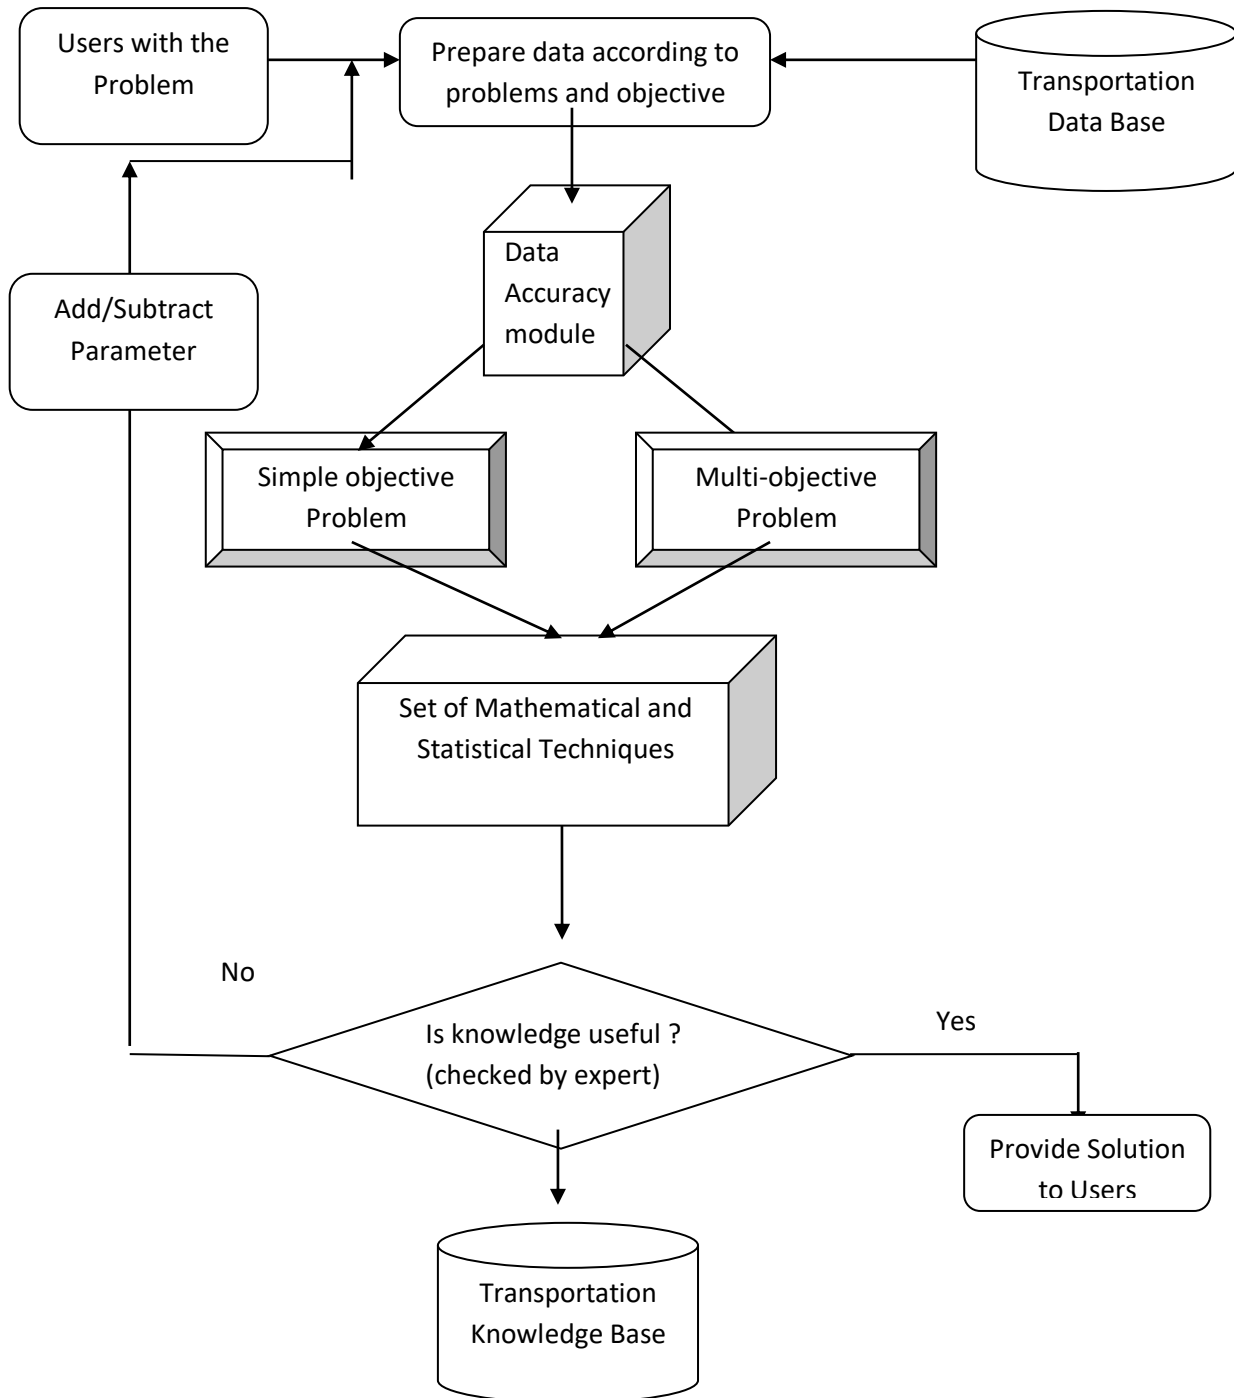 Users with the
Problem
Prepare data according to
problems and objective
Transportation
Data Base
Data
Accuracy
module
Add/Subtract
Parameter
Simple objective
Problem
Multi-objective
Problem
Set of Mathematical and
Statistical Techniques
No
Is knowledge useful ?
(checked by expert)
Yes
Provide Solution
to Users
Transportation
Knowledge Base